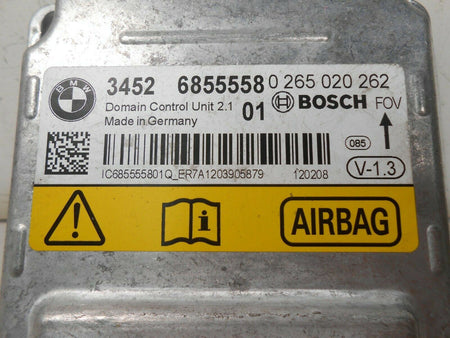 BMW
3452 6855558 0 265 020 262
Domain Control Unit 2.1 01 BOSCH FOV
Made in Germany
085
V-1.3
IC685555801Q_ER7A1203905879 120208
AIRBAG